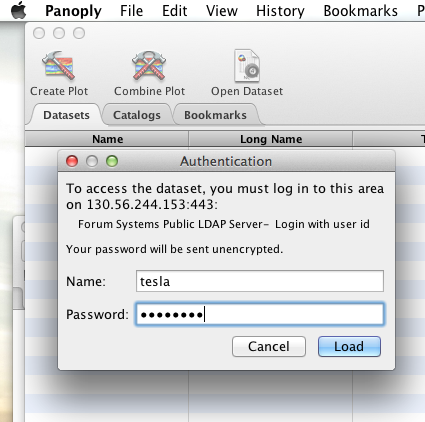 Panoply File Edit View History Bookmarks
Create Plot Combine Plot Open Dataset
Datasets Catalogs Bookmarks
Name Long Name
Authentication
To access the dataset, you must log in to this area
on 130.56.244.153:443:
Forum Systems Public LDAP Server- Login with user id
Your password will be sent unencrypted.
Name: tesla
Password: ••••••••
Cancel Load